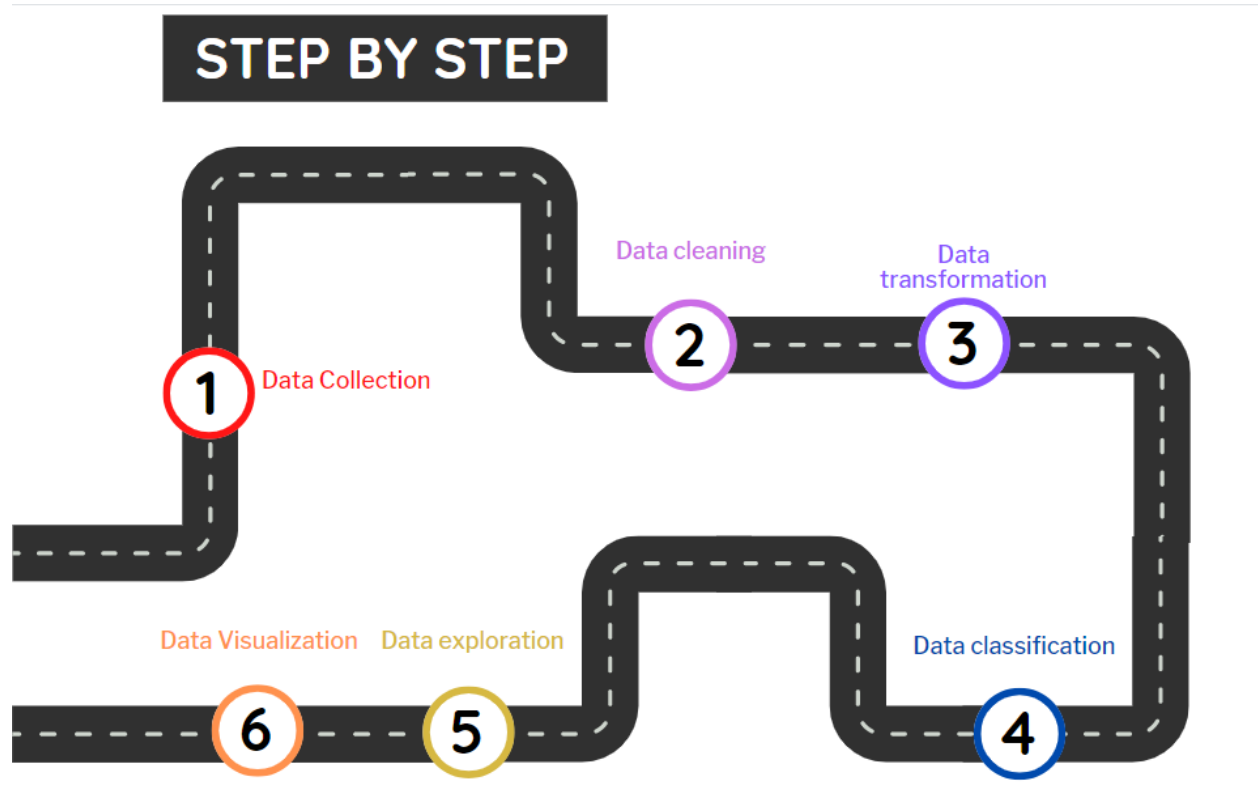 STEP BY STEP
1
Data Collection
Data cleaning
2
Data
transformation
3
Data classification
4
Data exploration
5
Data Visualization
6